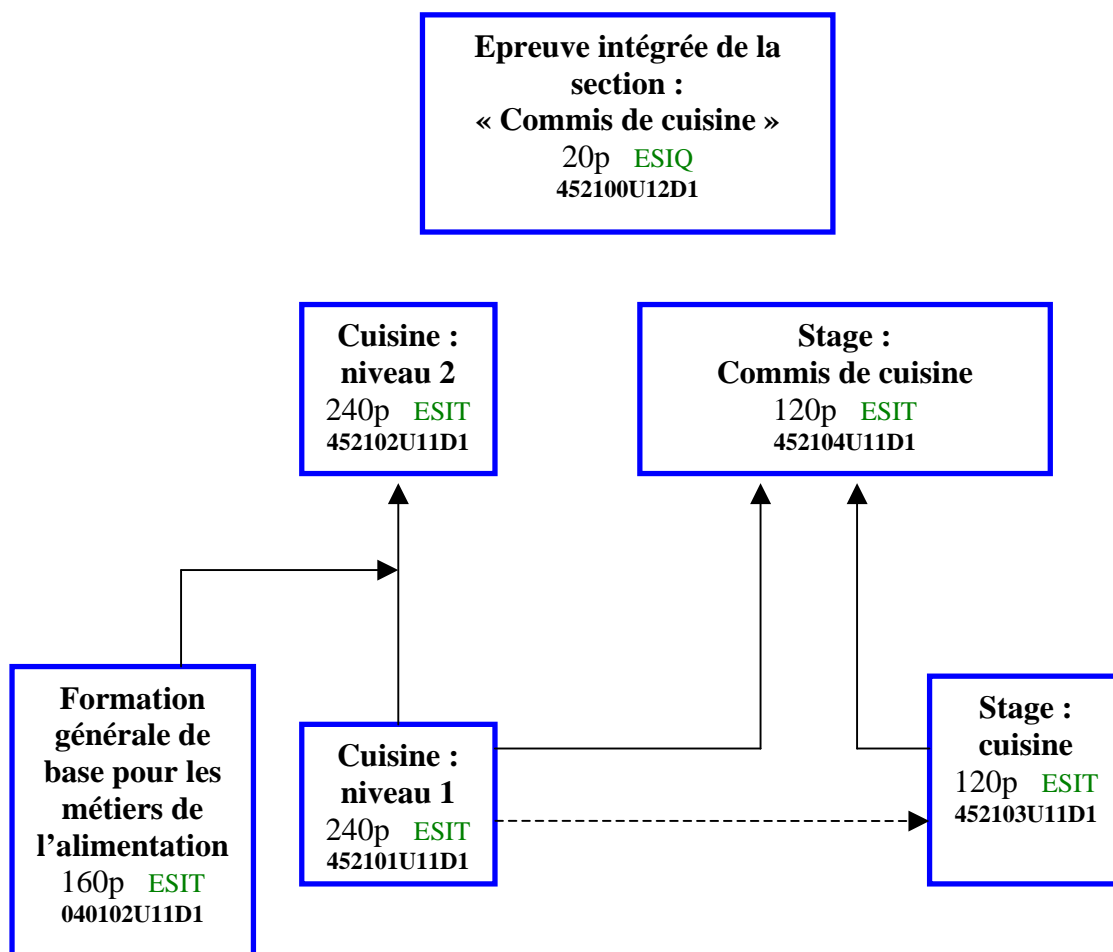 Epreuve intégrée de la
section :
« Commis de cuisine »
20p ESIQ
452100U12D1
Cuisine :
niveau 2
240p ESIT
452102U11D1
Stage :
Commis de cuisine
120p ESIT
452104U11D1
Formation
générale de
base pour les
métiers de
l’alimentation
160p ESIT
040102U11D1
Cuisine :
niveau 1
240p ESIT
452101U11D1
Stage :
cuisine
120p ESIT
452103U11D1